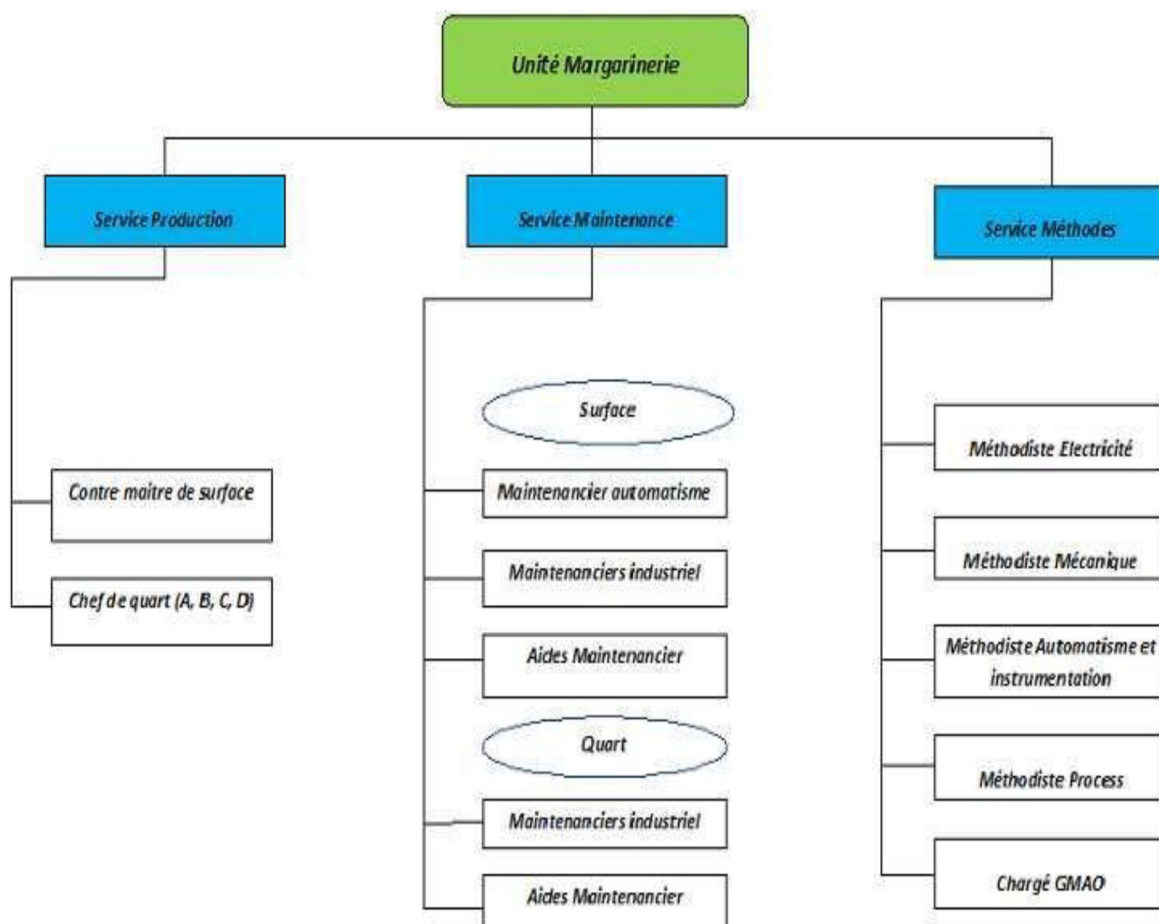 Unité Margarinerie
Service Production
Service Maintenance
Service Méthodes
Contre maitre de surface
Chef de quart (A, B, C, D)
Surface
Maintenancier automatisme
Maintenanciers industriel
Aides Maintenancier
Quart
Maintenanciers industriel
Aides Maintenancier
Méthodiste Electricité
Méthodiste Mécanique
Méthodiste Automatisme et
instrumentation
Méthodiste Process
Chargé GMAO